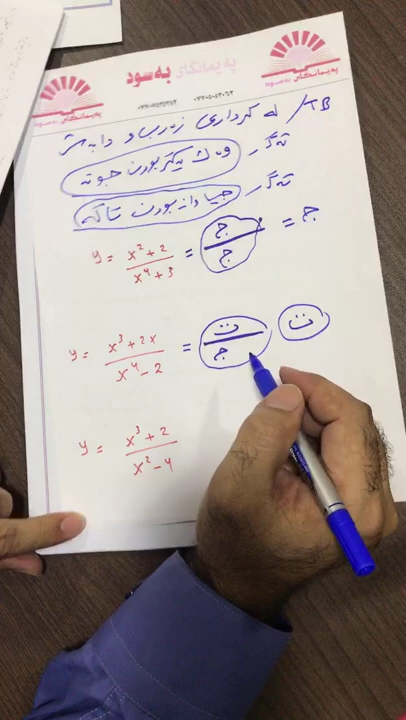 پەیمانگای بەسود
پەیمانگای بەسود
پەیمانگای بەسود
TB/ لە کرداری زەرب و دابەش
ئەگەر وەک یەکتر بوون جوتە
ئەگەر جیاواز بوون تاکە
y = x² + 2 / x⁴ + 3 = ج / ج = ج
y = x³ + 2x / x⁴ - 2 = ت / ج ت
y = x³ + 2 / x² - 4